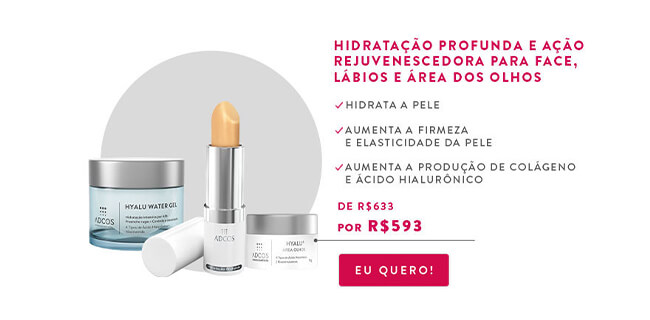 HIDRATAÇÃO PROFUNDA E AÇÃO
REJUVENESCEDORA PARA FACE,
LÁBIOS E ÁREA DOS OLHOS
HIDRATA A PELE
AUMENTA A FIRMEZA
E ELASTICIDADE DA PELE
AUMENTA A PRODUÇÃO DE COLÁGENO
E ÁCIDO HIALURÔNICO
DE R$633
POR R$593
EU QUERO!
HYALU WATER GEL
ADCOS
ADCOS
HYALU
ADCOS